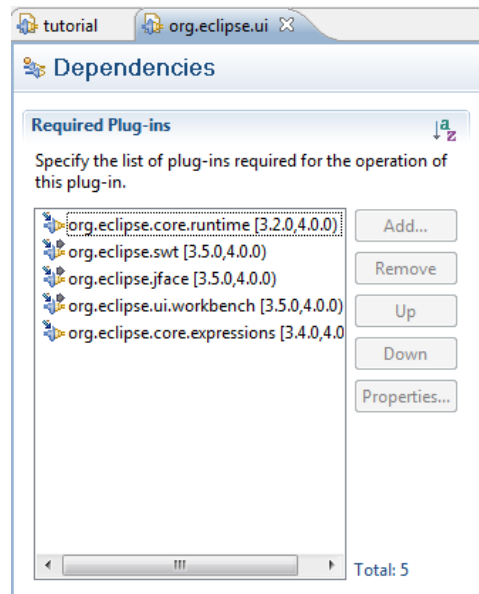 tutorial org.eclipse.ui
Dependencies
Required Plug-ins
Specify the list of plug-ins required for the operation of
this plug-in.
org.eclipse.core.runtime [3.2.0,4.0.0)
org.eclipse.swt [3.5.0,4.0.0)
org.eclipse.jface [3.5.0,4.0.0)
org.eclipse.ui.workbench [3.5.0,4.0.0)
org.eclipse.core.expressions [3.4.0,4.0
Add...
Remove
Up
Down
Properties...
Total: 5